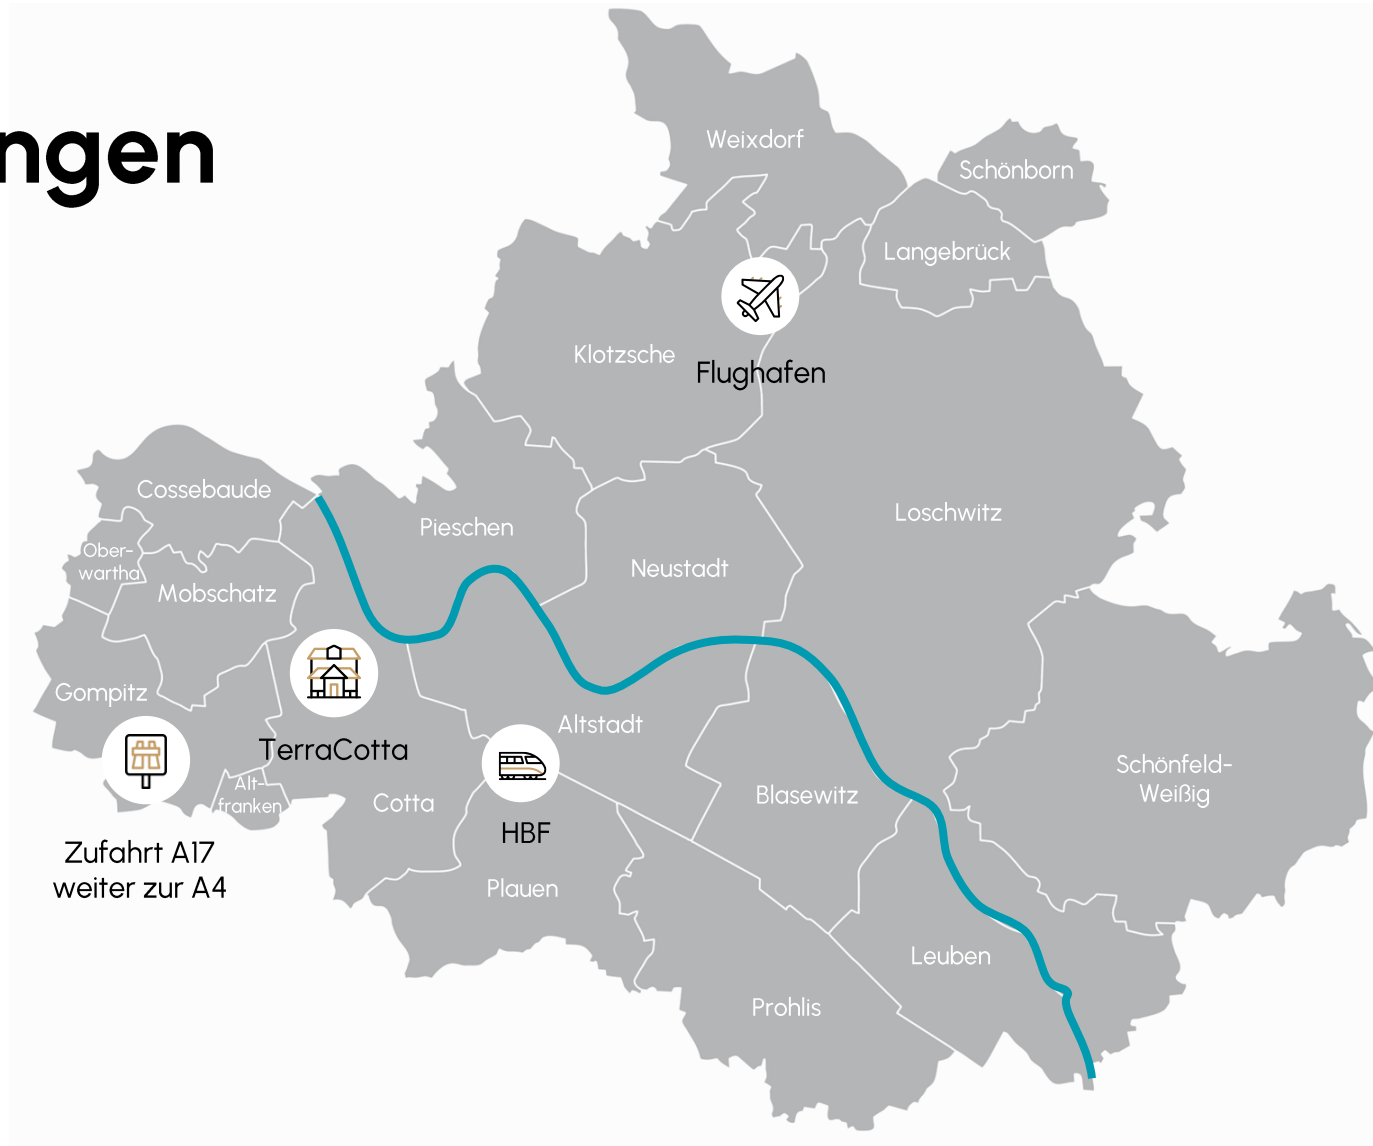 ngen
Weixdorf
Schönborn
Langebrück
Klotzsche
Flughafen
Cossebaude
Pieschen
Loschwitz
Ober-
wartha
Neustadt
Mobschatz
Gompitz
Altstadt
TerraCotta
Schönfeld-
Weißig
Alt-
franken
Cotta
Blasewitz
HBF
Zufahrt A17
weiter zur A4
Plauen
Leuben
Prohlis